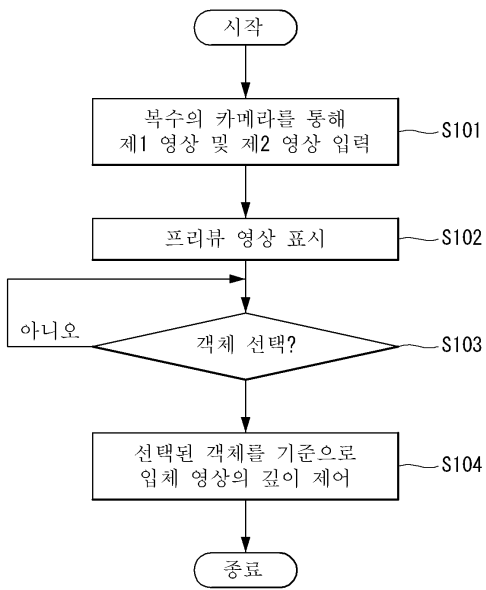 시작
복수의 카메라를 통해
제1 영상 및 제2 영상 입력
S101
프리뷰 영상 표시
S102
아니오
객체 선택?
S103
선택된 객체를 기준으로
입체 영상의 깊이 제어
S104
종료